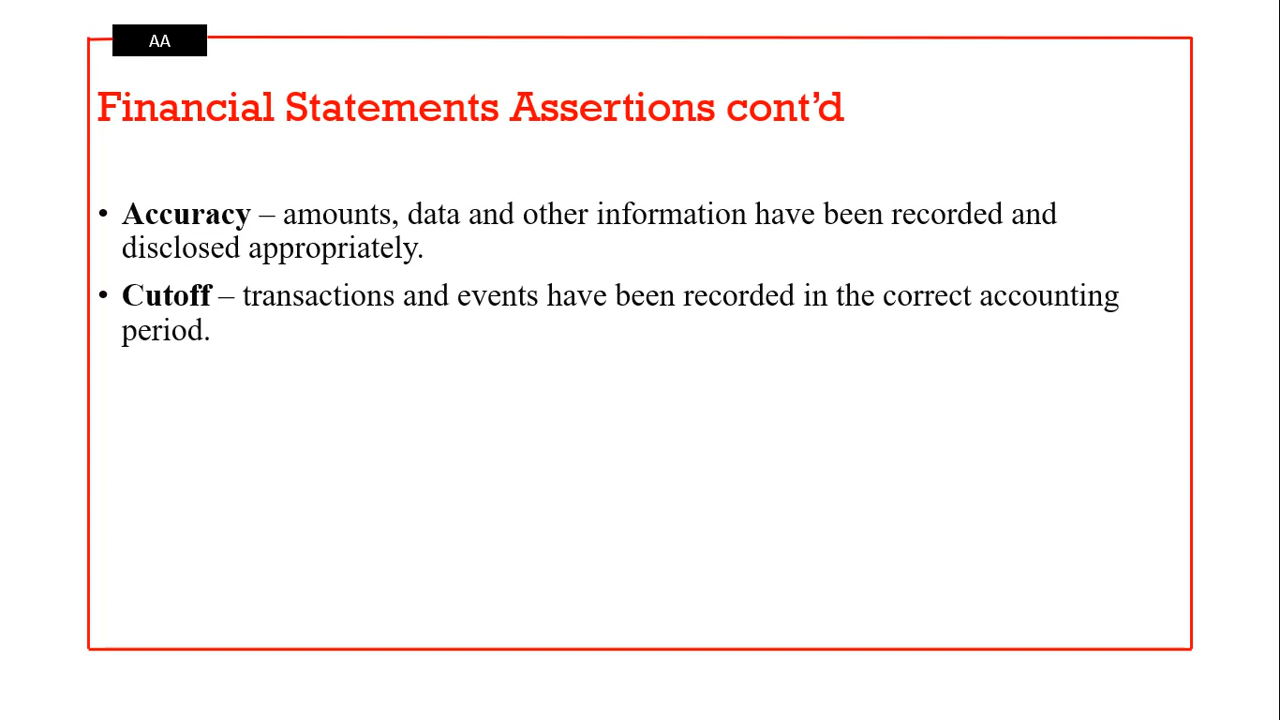 AA
Financial Statements Assertions cont’d
• Accuracy – amounts, data and other information have been recorded and
disclosed appropriately.
• Cutoff – transactions and events have been recorded in the correct accounting
period.